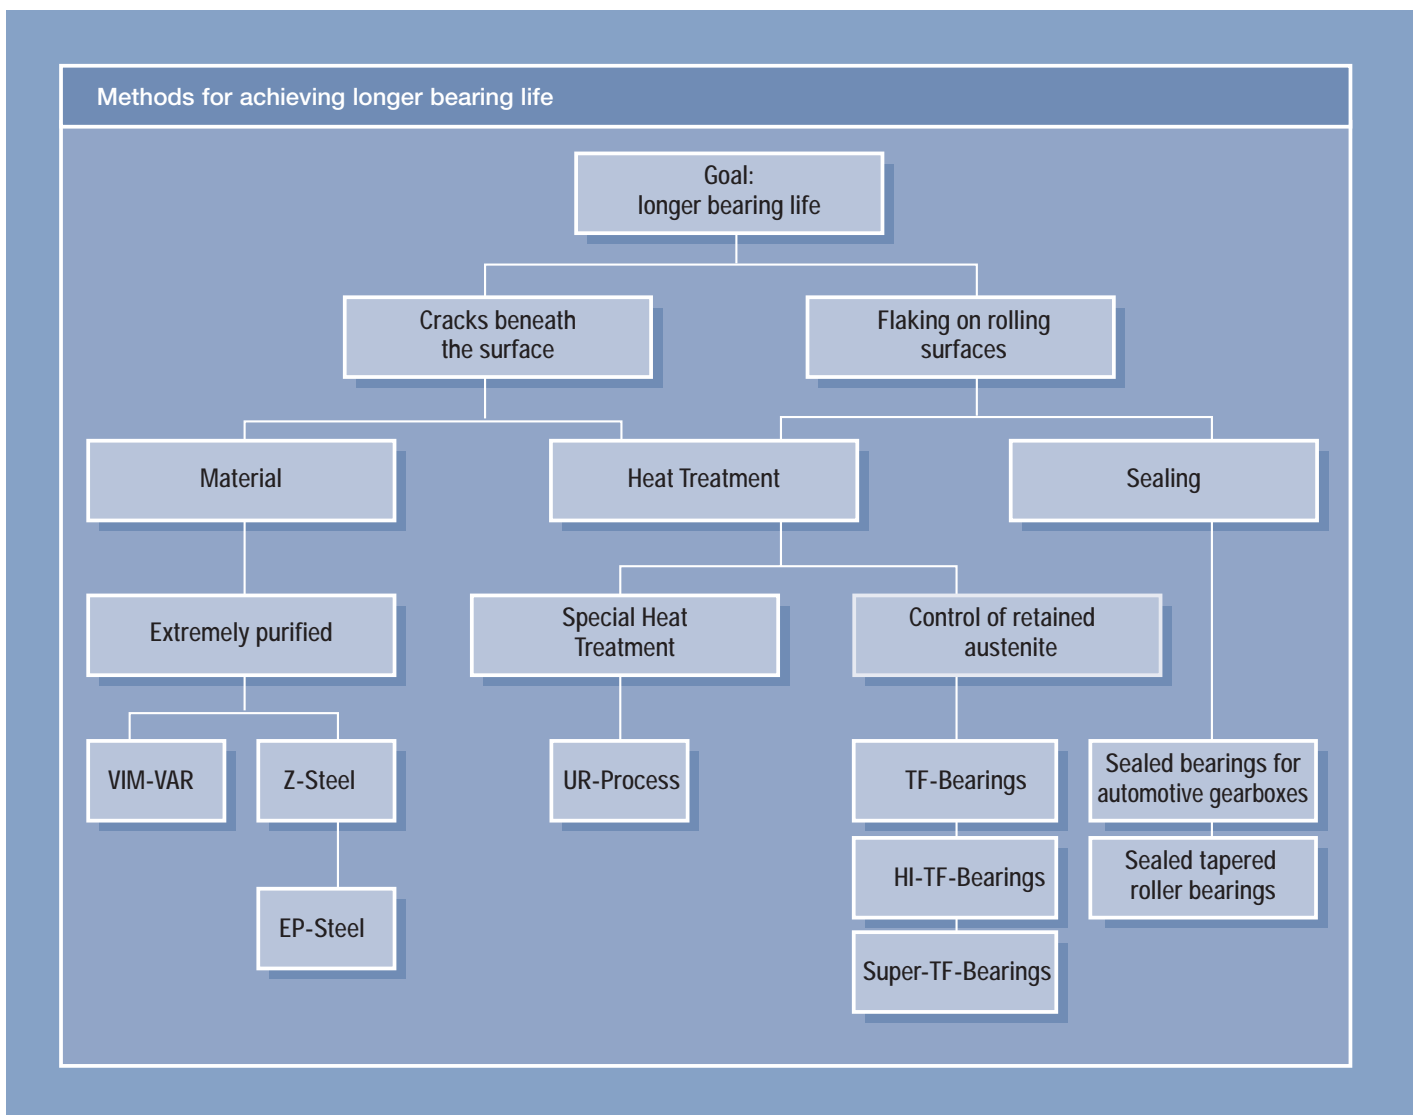 Methods for achieving longer bearing life
Goal:
longer bearing life
Cracks beneath
the surface
Flaking on rolling
surfaces
Material
Heat Treatment
Sealing
Extremely purified
Special Heat
Treatment
Control of retained
austenite
VIM-VAR
Z-Steel
UR-Process
TF-Bearings
Sealed bearings for
automotive gearboxes
HI-TF-Bearings
Sealed tapered
roller bearings
EP-Steel
Super-TF-Bearings